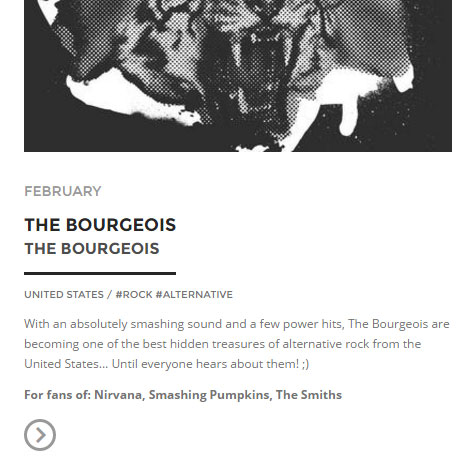 FEBRUARY
THE BOURGEOIS
THE BOURGEOIS
UNITED STATES / #ROCK #ALTERNATIVE
With an absolutely smashing sound and a few power hits, The Bourgeois are
becoming one of the best hidden treasures of alternative rock from the
United States... Until everyone hears about them! ;)
For fans of: Nirvana, Smashing Pumpkins, The Smiths